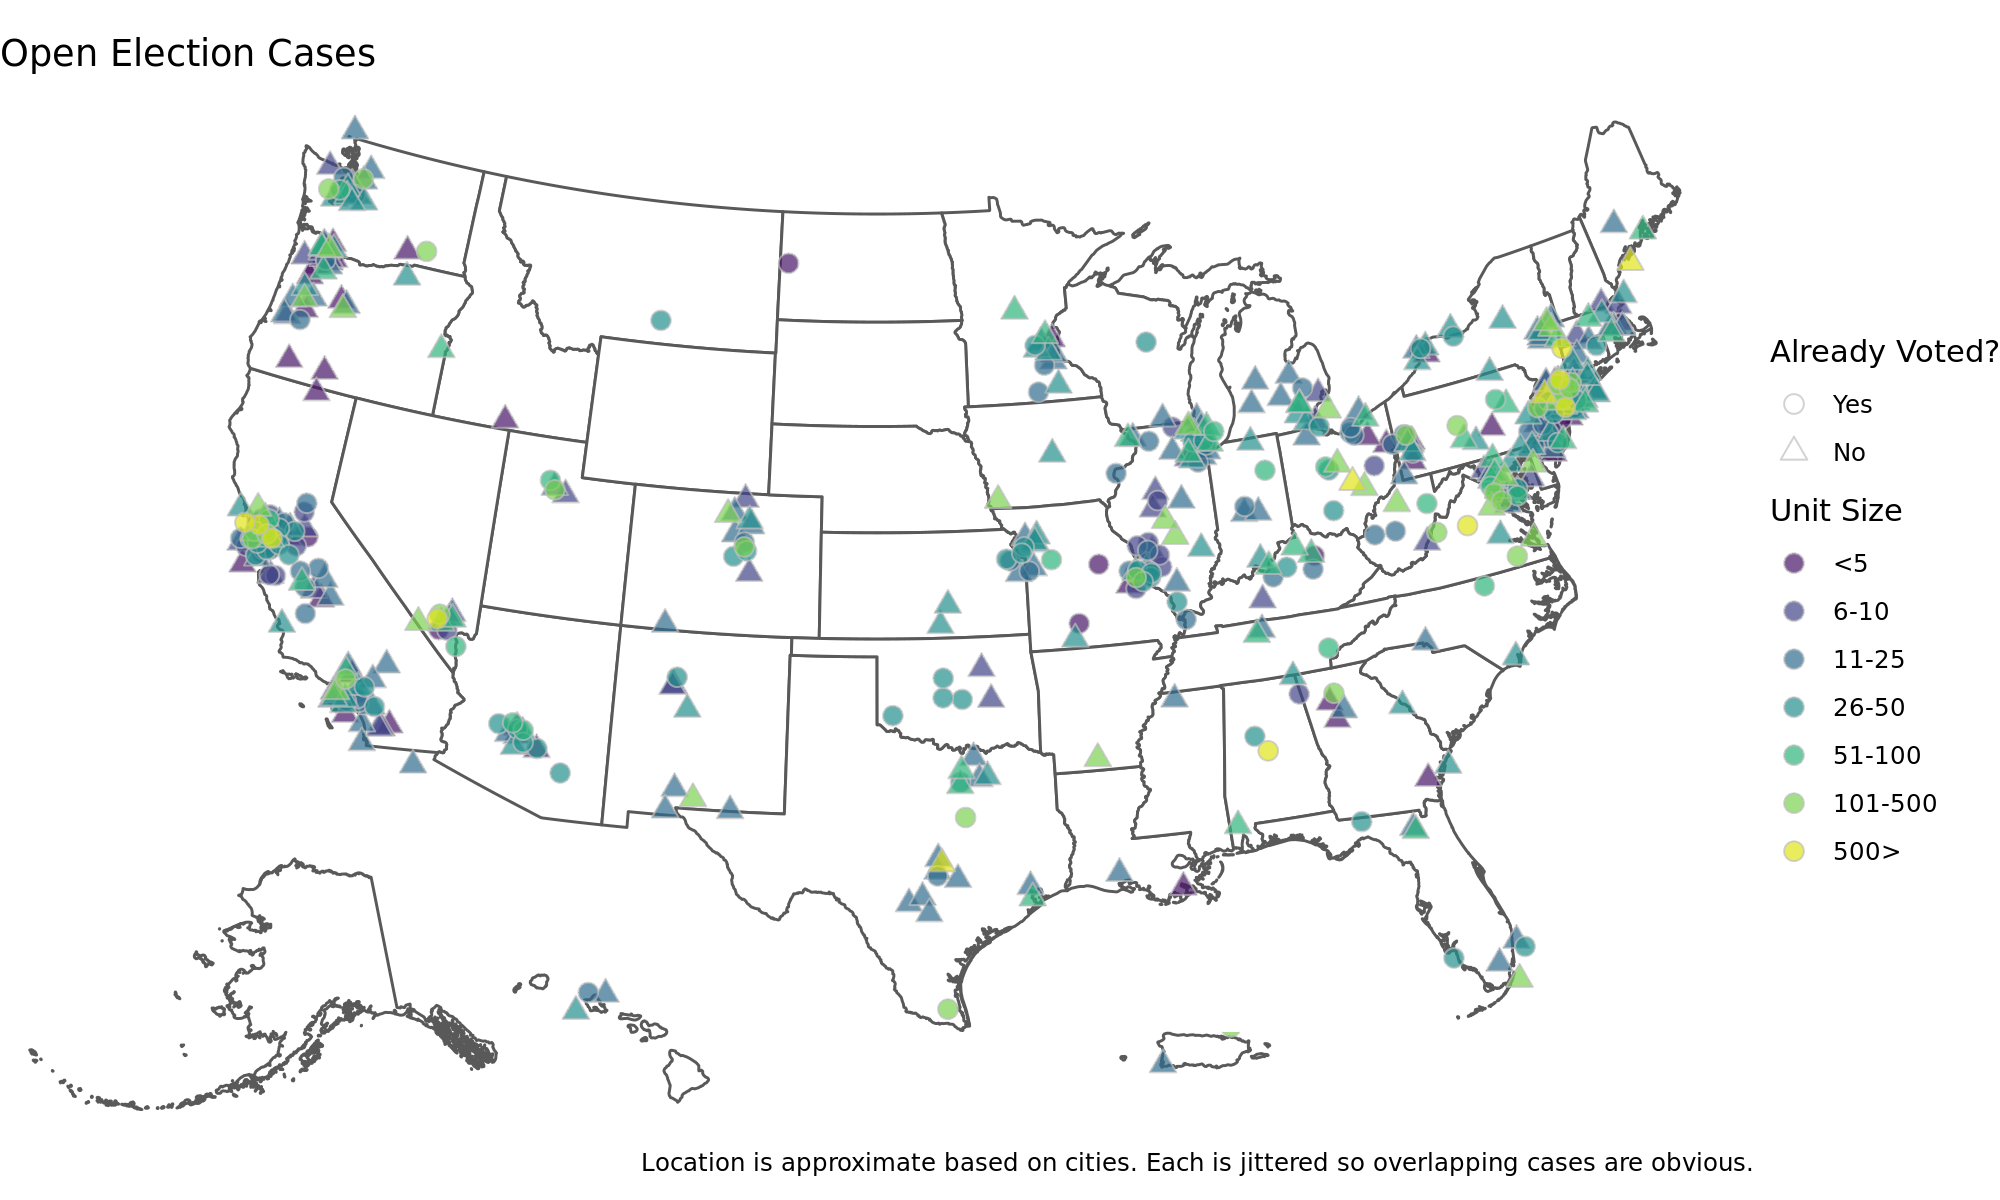 Open Election Cases
Already Voted?
Yes
No
Unit Size
<5
6-10
11-25
26-50
51-100
101-500
500>
Location is approximate based on cities. Each is jittered so overlapping cases are obvious.